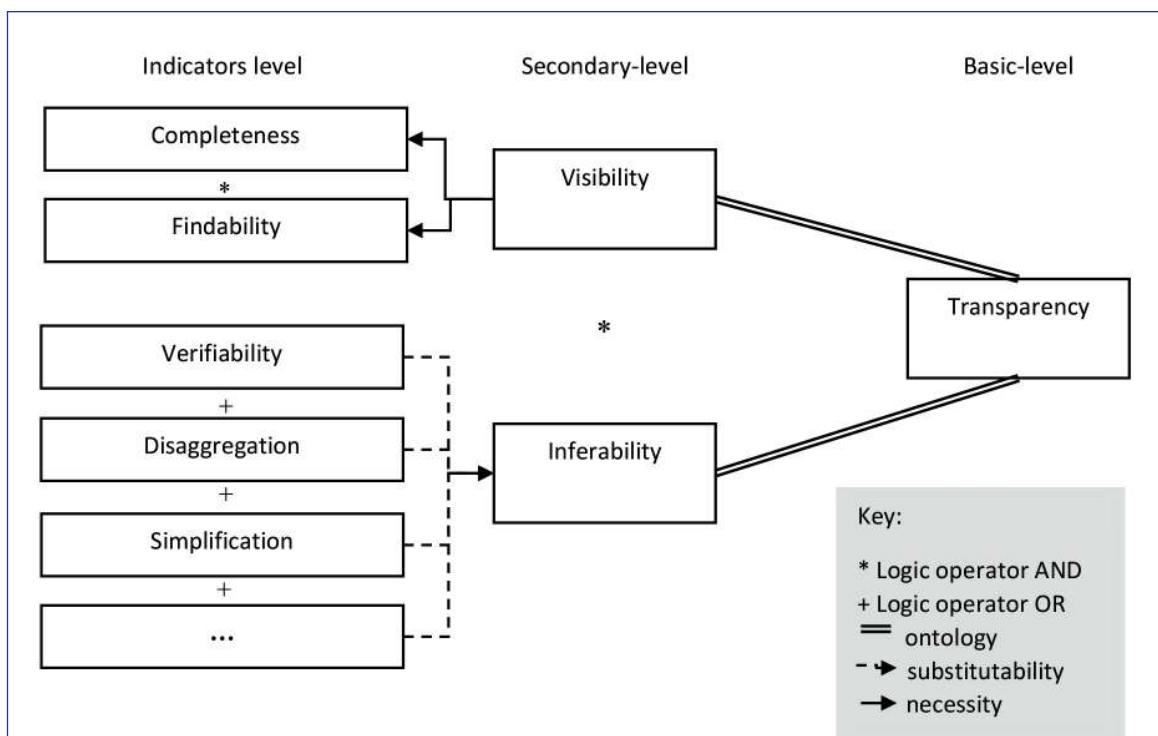 Indicators level
Secondary-level
Basic-level
Completeness
*
Findability
Visibility
Transparency
*
Verifiability
+
Disaggregation
+
Simplification
+
...
Inferability
Key:
* Logic operator AND
+ Logic operator OR
ontology
substitutability
necessity